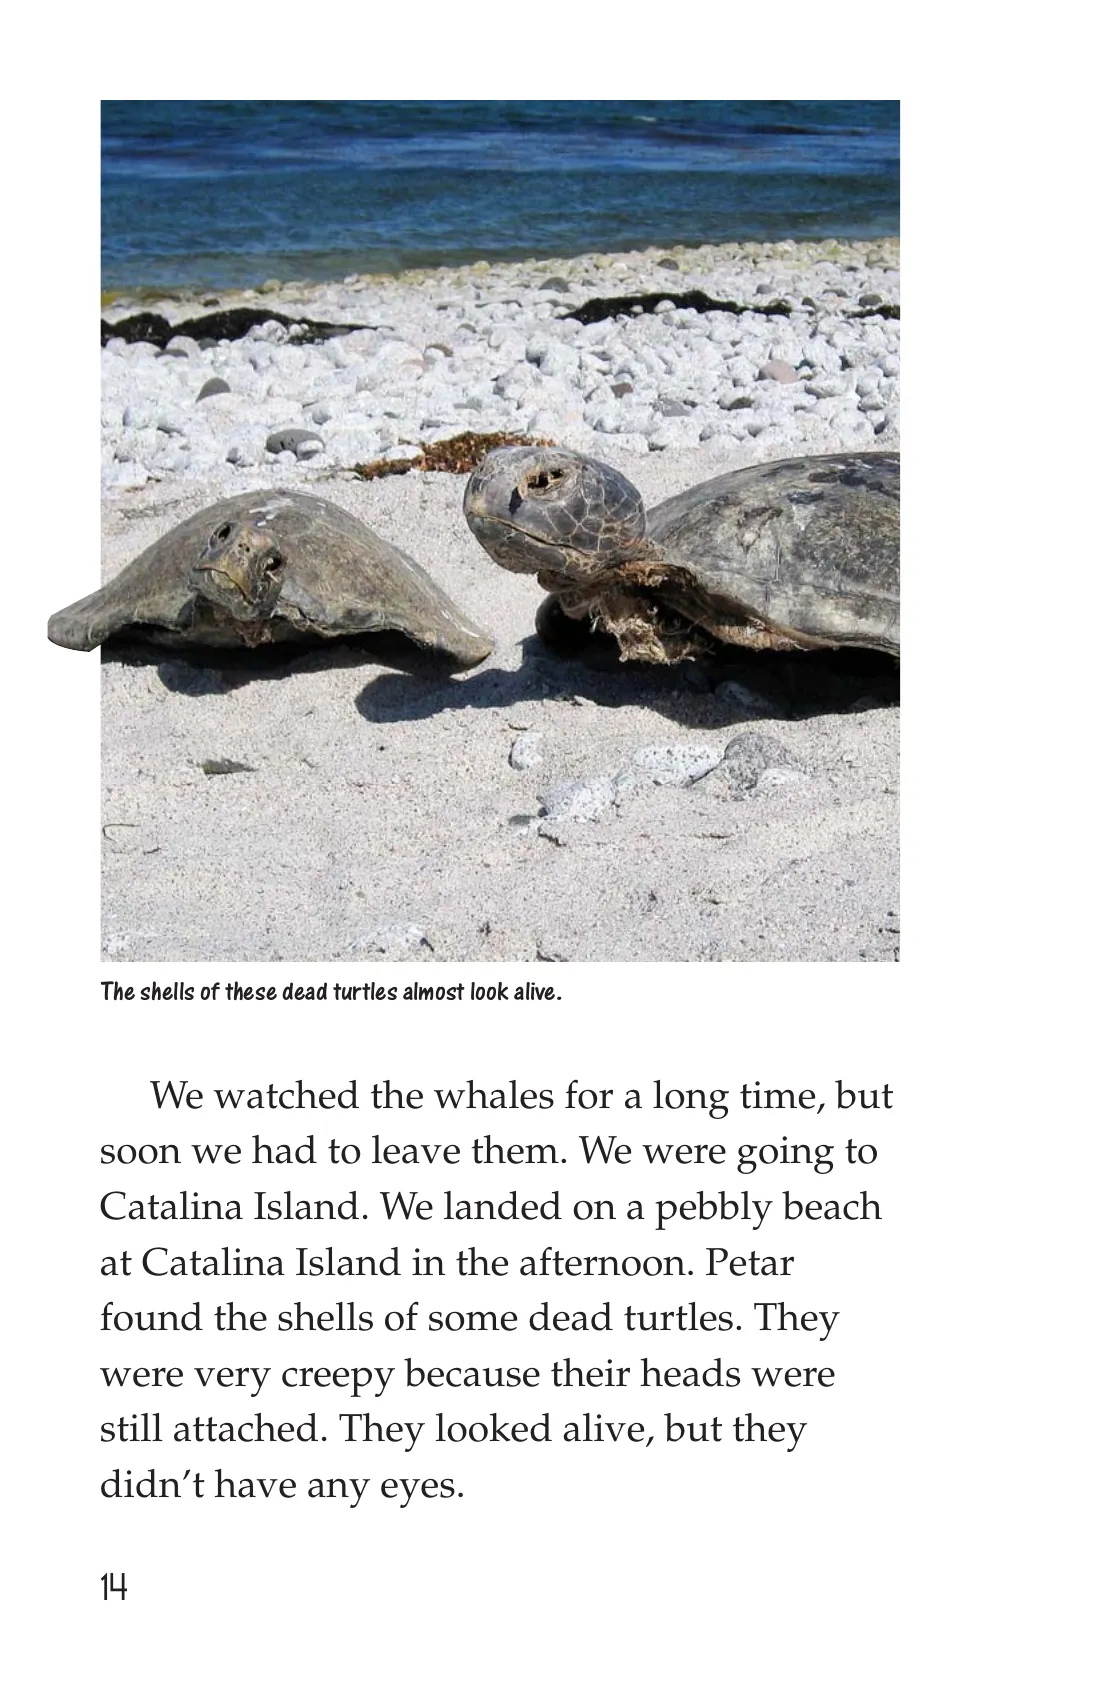 The shells of these dead turtles almost look alive.
We watched the whales for a long time, but
soon we had to leave them. We were going to
Catalina Island. We landed on a pebbly beach
at Catalina Island in the afternoon. Petar
found the shells of some dead turtles. They
were very creepy because their heads were
still attached. They looked alive, but they
didn’t have any eyes.
14